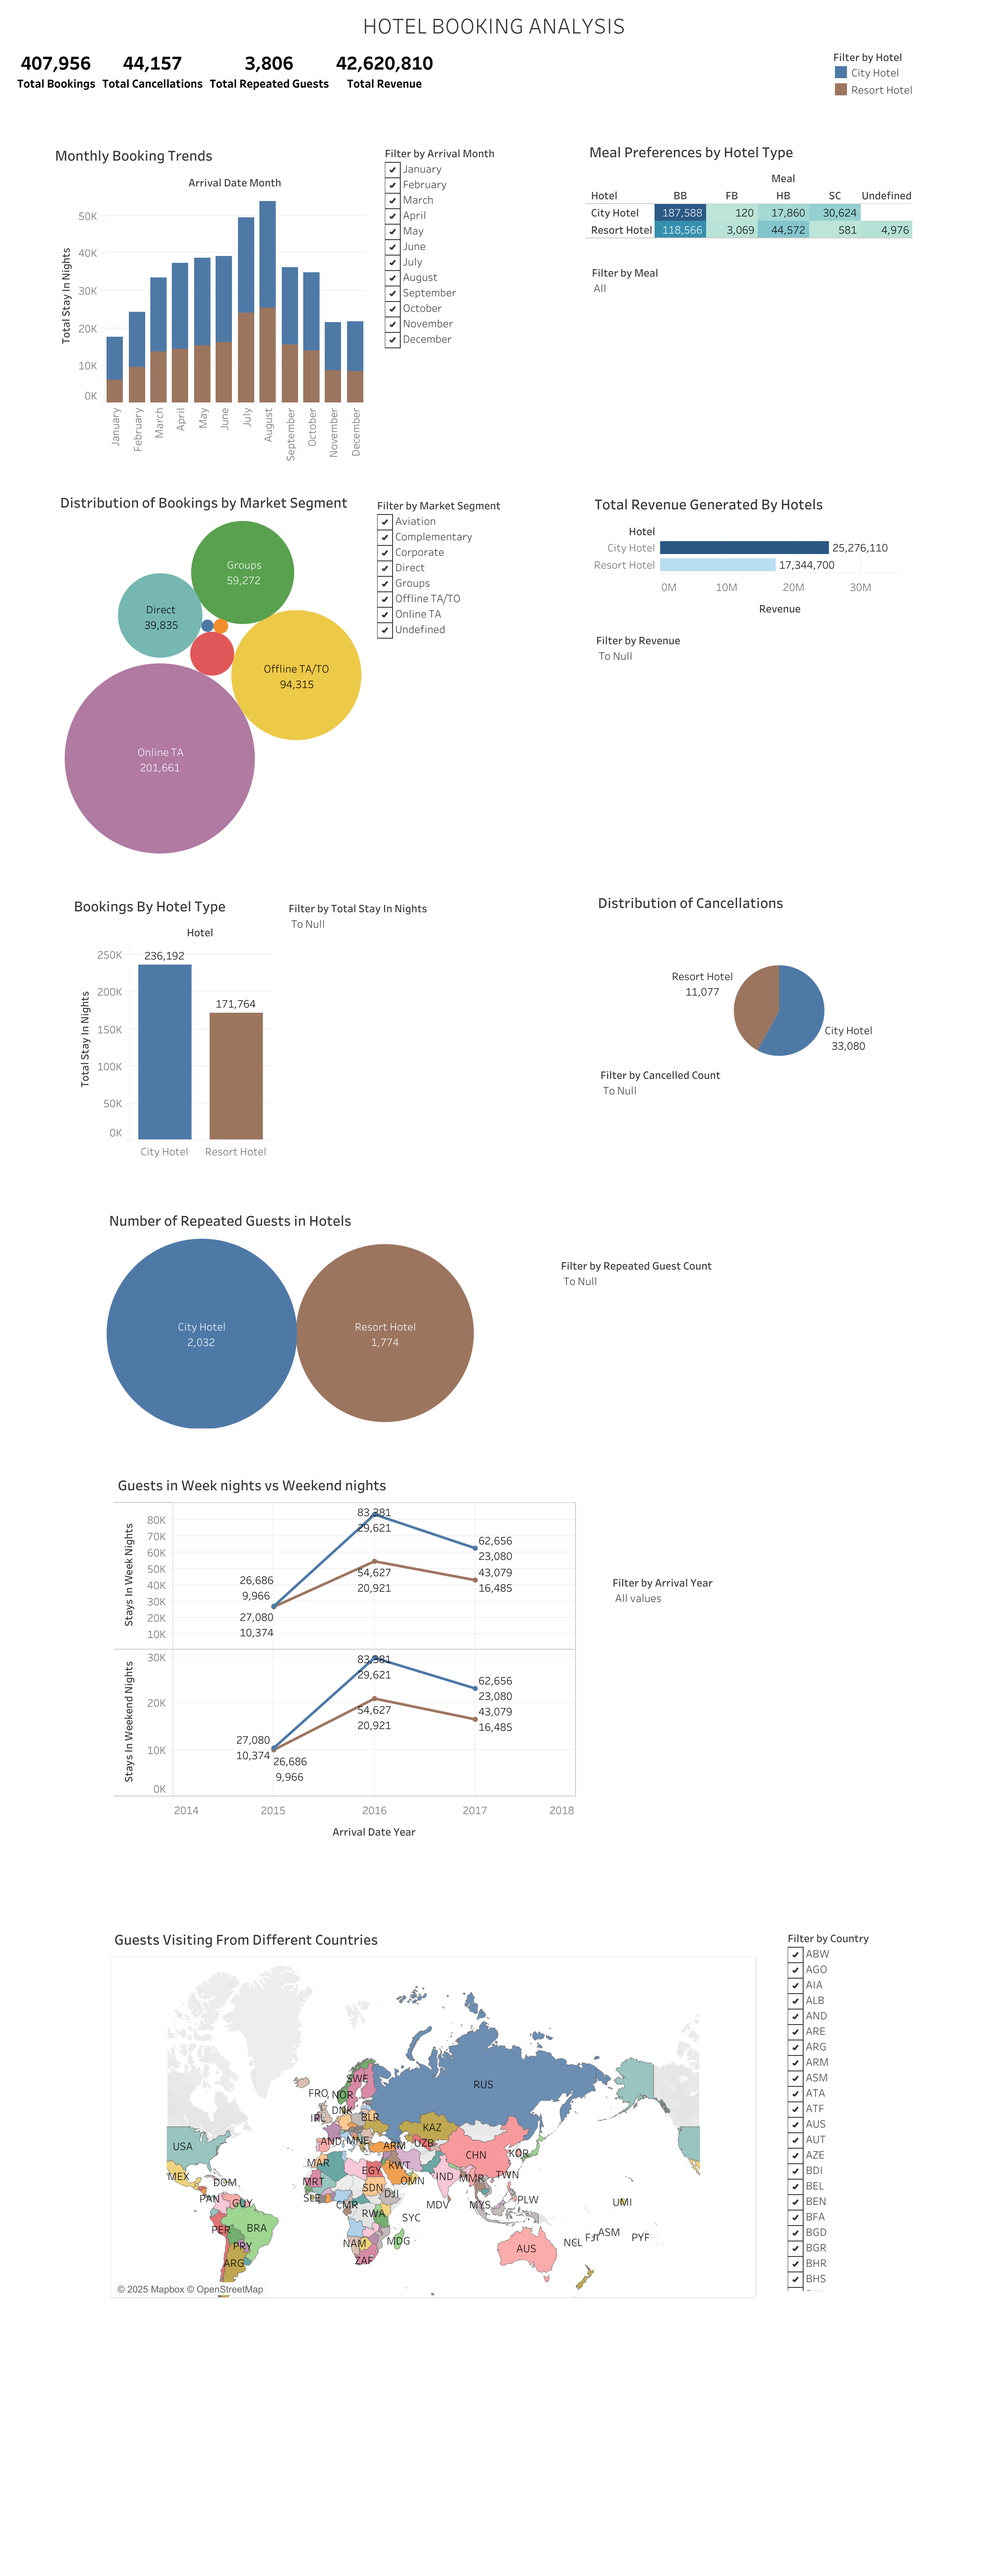 HOTEL BOOKING ANALYSIS
407,956 44,157 3,806 42,620,810
Total Bookings Total Cancellations Total Repeated Guests Total Revenue
Filter by Hotel
City Hotel
Resort Hotel
Monthly Booking Trends
Arrival Date Month
Total Stay In Nights
50K
40K
30K
20K
10K
0K
January
February
March
April
May
June
July
August
September
October
November
December
Filter by Arrival Month
January
February
March
April
May
June
July
August
September
October
November
December
Meal Preferences by Hotel Type
Meal
Hotel BB FB HB SC Undefined
City Hotel 187,588 120 17,860 30,624
Resort Hotel 118,566 3,069 44,572 581 4,976
Filter by Meal
All
Distribution of Bookings by Market Segment
Groups
59,272
Direct
39,835
Offline TA/TO
94,315
Online TA
201,661
Filter by Market Segment
Aviation
Complementary
Corporate
Direct
Groups
Offline TA/TO
Online TA
Undefined
Total Revenue Generated By Hotels
Hotel
City Hotel 25,276,110
Resort Hotel 17,344,700
0M 10M 20M 30M
Revenue
Filter by Revenue
To Null
Bookings By Hotel Type
Hotel
Total Stay In Nights
250K
200K
150K
100K
50K
0K
236,192
171,764
City Hotel Resort Hotel
Filter by Total Stay In Nights
To Null
Distribution of Cancellations
Resort Hotel
11,077
City Hotel
33,080
Filter by Cancelled Count
To Null
Number of Repeated Guests in Hotels
City Hotel
2,032
Resort Hotel
1,774
Filter by Repeated Guest Count
To Null
Guests in Week nights vs Weekend nights
Stays In Week Nights
80K
70K
60K
50K
40K
30K
20K
10K
26,686
9,966
27,080
10,374
83,381
29,621
54,627
20,921
62,656
23,080
43,079
16,485
Stays In Weekend Nights
30K
20K
10K
0K
27,080
10,374
26,686
9,966
83,381
29,621
54,627
20,921
62,656
23,080
43,079
16,485
2014 2015 2016 2017 2018
Arrival Date Year
Filter by Arrival Year
All values
Guests Visiting From Different Countries
SWE
RUS
FRO
NOR
DNK
IRL
BLR
KAZ
USA
AND
MNE
ARM
UZB
CHN
KOR
MAR
KWT
MEX
DOM
MRT
EGY
OMN
IND
MMR
TWN
SDN
PAN
GUY
SLE
CMR
DJI
MDV
MYS
PLW
UMI
RWA
SYC
PER
BRA
ASM
FJI
PYF
NCL
PRY
NAM
MDG
AUS
ARG
ZAF
© 2025 Mapbox © OpenStreetMap
Filter by Country
ABW
AGO
AIA
ALB
AND
ARE
ARG
ARM
ASM
ATA
ATF
AUS
AUT
AZE
BDI
BEL
BEN
BFA
BGD
BGR
BHR
BHS